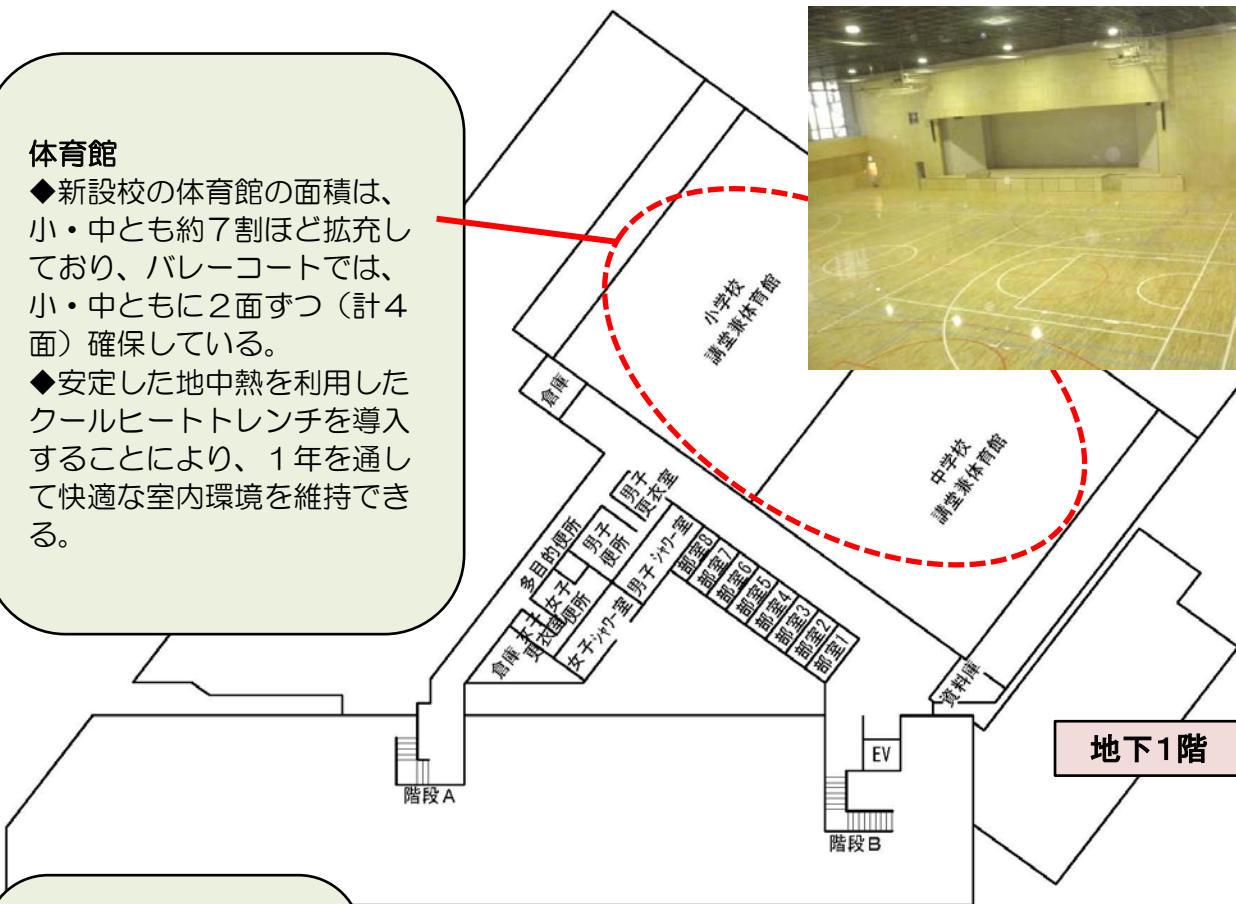 体育館
◆新設校の体育館の面積は、
小・中とも約７割ほど拡充し
ており、バレーコートでは、
小・中ともに２面ずつ（計４
面）確保している。
◆安定した地中熱を利用した
クールヒートトレンチを導入
することにより、１年を通し
て快適な室内環境を維持でき
る。
小学校
講堂兼体育館
中学校
講堂兼体育館
倉庫
男子
更衣室
多目的便所
男子
便所
男子シャワー室
女子
便所
女子
更衣室
女子シャワー室
倉庫
部室8
部室7
部室6
部室5
部室4
部室3
部室2
部室1
資料庫
EV
地下1階
階段A
階段B